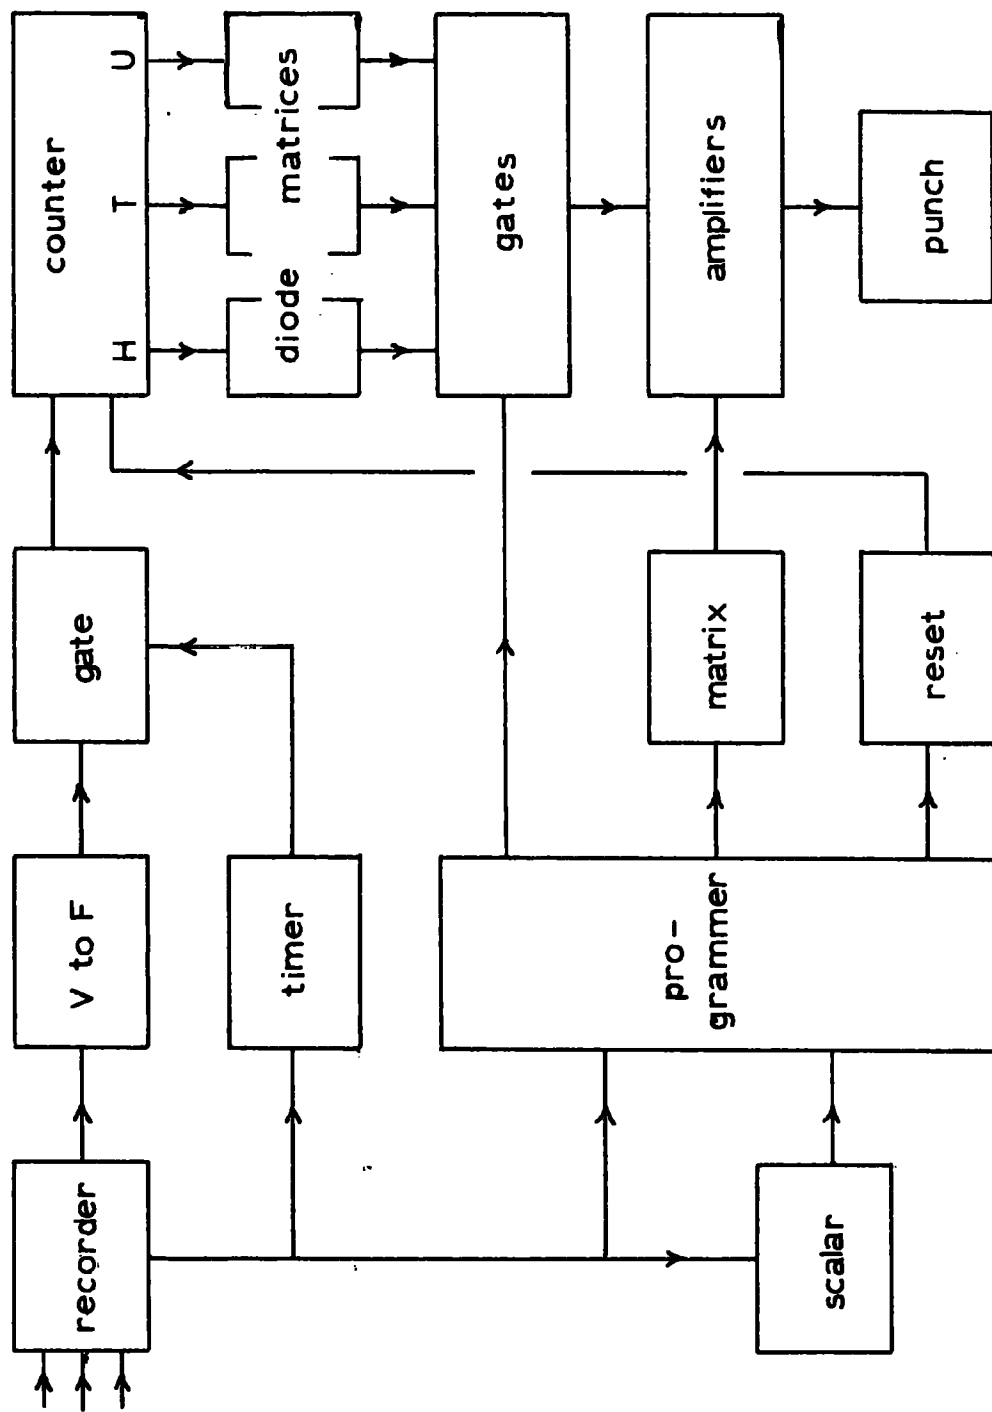 recorder
V to F
gate
counter
H T U
timer
diode matrices
gates
pro-
grammer
matrix
amplifiers
scalar
reset
punch